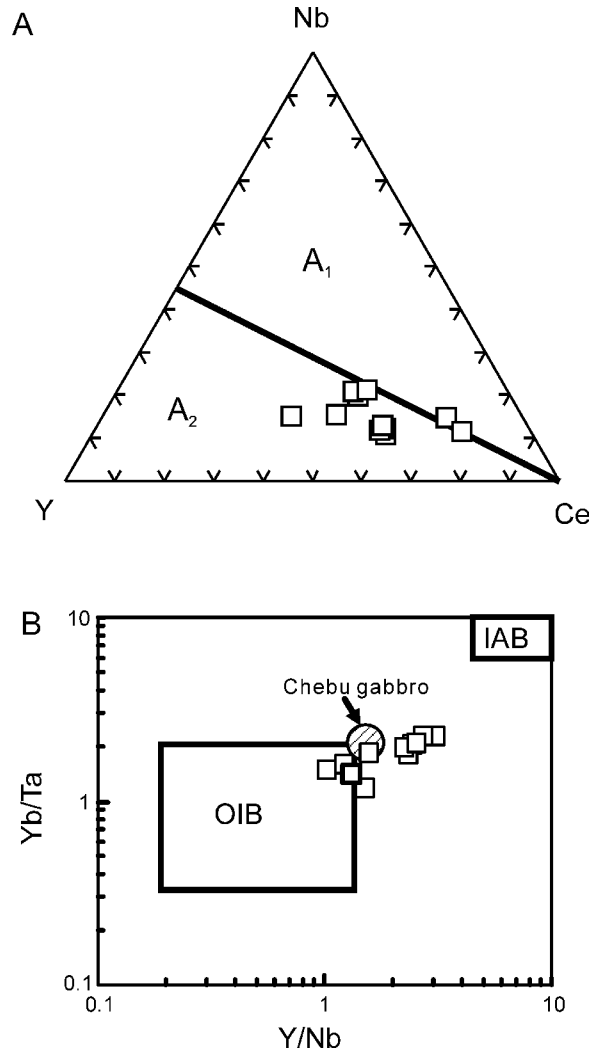 A
Nb
A1
A2
Y
Ce
B
10
IAB
Chebu gabbro
Yb/Ta
1
OIB
0.1
0.1
1
10
Y/Nb